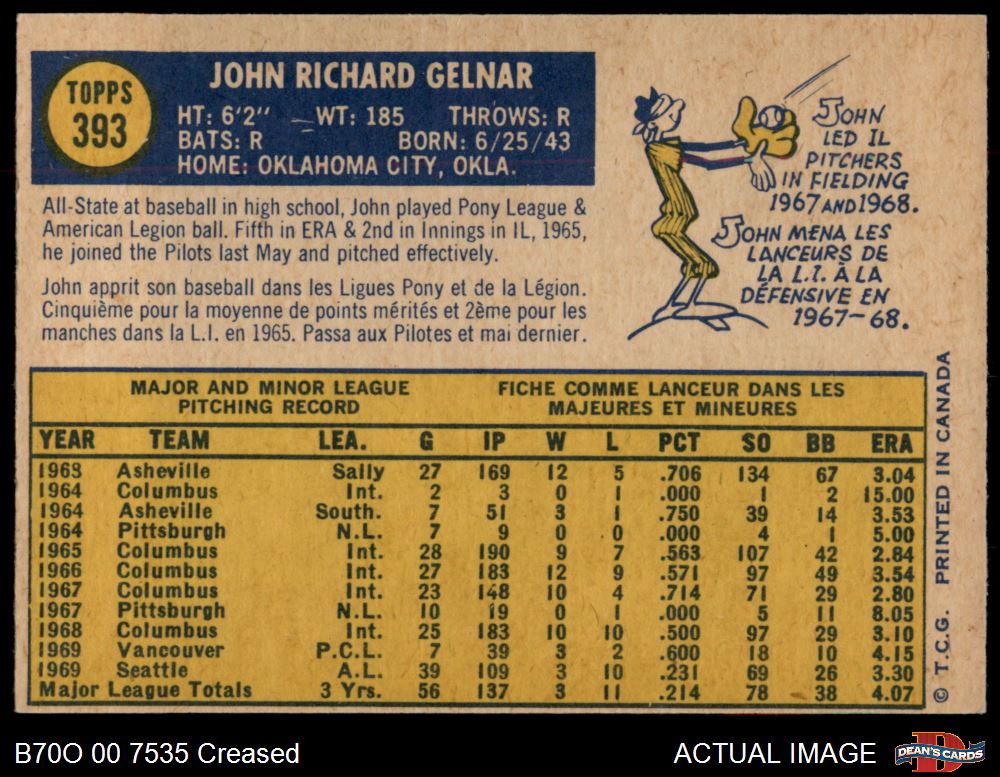 TOPPS
393
JOHN RICHARD GELNAR
HT: 6'2" WT: 185 THROWS: R
BATS: R BORN: 6/25/43
HOME: OKLAHOMA CITY, OKLA.
All-State at baseball in high school, John played Pony League &
American Legion ball. Fifth in ERA & 2nd in Innings in IL, 1965,
he joined the Pilots last May and pitched effectively.
John apprit son baseball dans les Ligues Pony et de la Légion.
Cinquième pour la moyenne de points mérités et 2ème pour les
manches dans la L.I. en 1965. Passa aux Pilotes et mai dernier.
JOHN
LED IL
PITCHERS
IN FIELDING
1967 AND 1968.
JOHN MENA LES
LANCEURS DE
LA L.I. À LA
DÉFENSIVE EN
1967-68.
MAJOR AND MINOR LEAGUE
PITCHING RECORD
FICHE COMME LANCEUR DANS LES
MAJEURES ET MINEURES
YEAR TEAM LEA. G IP W L PCT SO BB ERA
1963 Asheville Sally 27 169 12 5 .706 134 67 3.04
1964 Columbus Int. 2 3 0 1 .000 1 2 15.00
1964 Asheville South. 7 51 3 1 .750 39 14 3.53
1964 Pittsburgh N.L. 7 9 0 0 .000 4 1 5.00
1965 Columbus Int. 28 190 9 7 .563 107 42 2.84
1966 Columbus Int. 27 183 12 9 .571 97 49 3.54
1967 Columbus Int. 23 148 10 4 .714 71 29 2.80
1967 Pittsburgh N.L. 10 19 0 1 .000 5 11 8.05
1968 Columbus Int. 25 183 10 10 .500 97 29 3.10
1969 Vancouver P.C.L. 7 39 3 2 .600 18 10 4.15
1969 Seattle A.L. 39 109 3 10 .231 69 26 3.30
Major League Totals 3 Yrs. 56 137 3 11 .214 78 38 4.07
© T.C.G. PRINTED IN CANADA
B70O 00 7535 Creased
ACTUAL IMAGE
DEAN'S CARDS